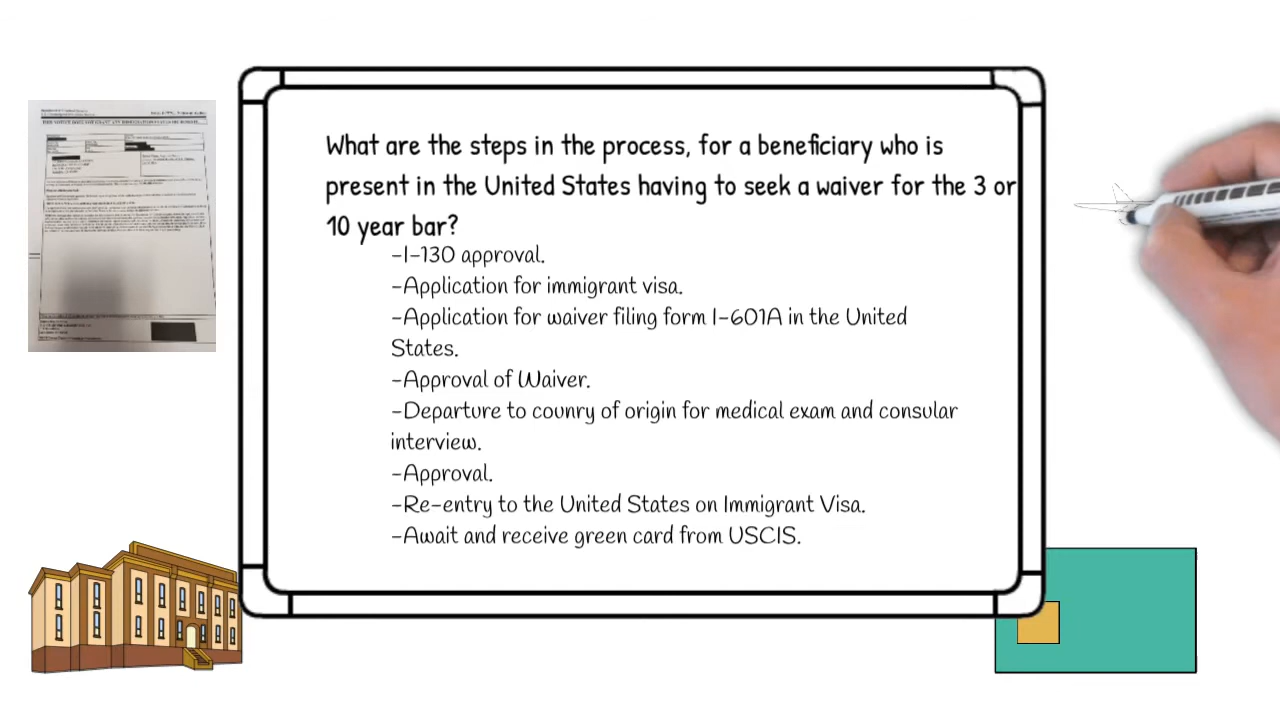 What are the steps in the process, for a beneficiary who is
present in the United States having to seek a waiver for the 3 or
10 year bar?
-I-130 approval.
-Application for immigrant visa.
-Application for waiver filing form I-601A in the United
States.
-Approval of Waiver.
-Departure to counry of origin for medical exam and consular
interview.
-Approval.
-Re-entry to the United States on Immigrant Visa.
-Await and receive green card from USCIS.